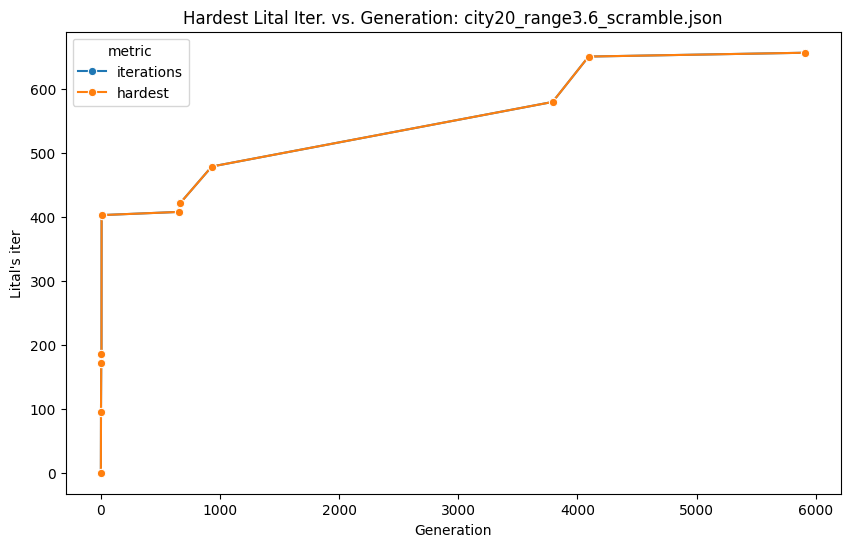 Hardest Lital Iter. vs. Generation: city20_range3.6_scramble.json
metric
iterations
hardest
600
500
400
300
200
100
0
Lital's iter
0 1000 2000 3000 4000 5000 6000
Generation